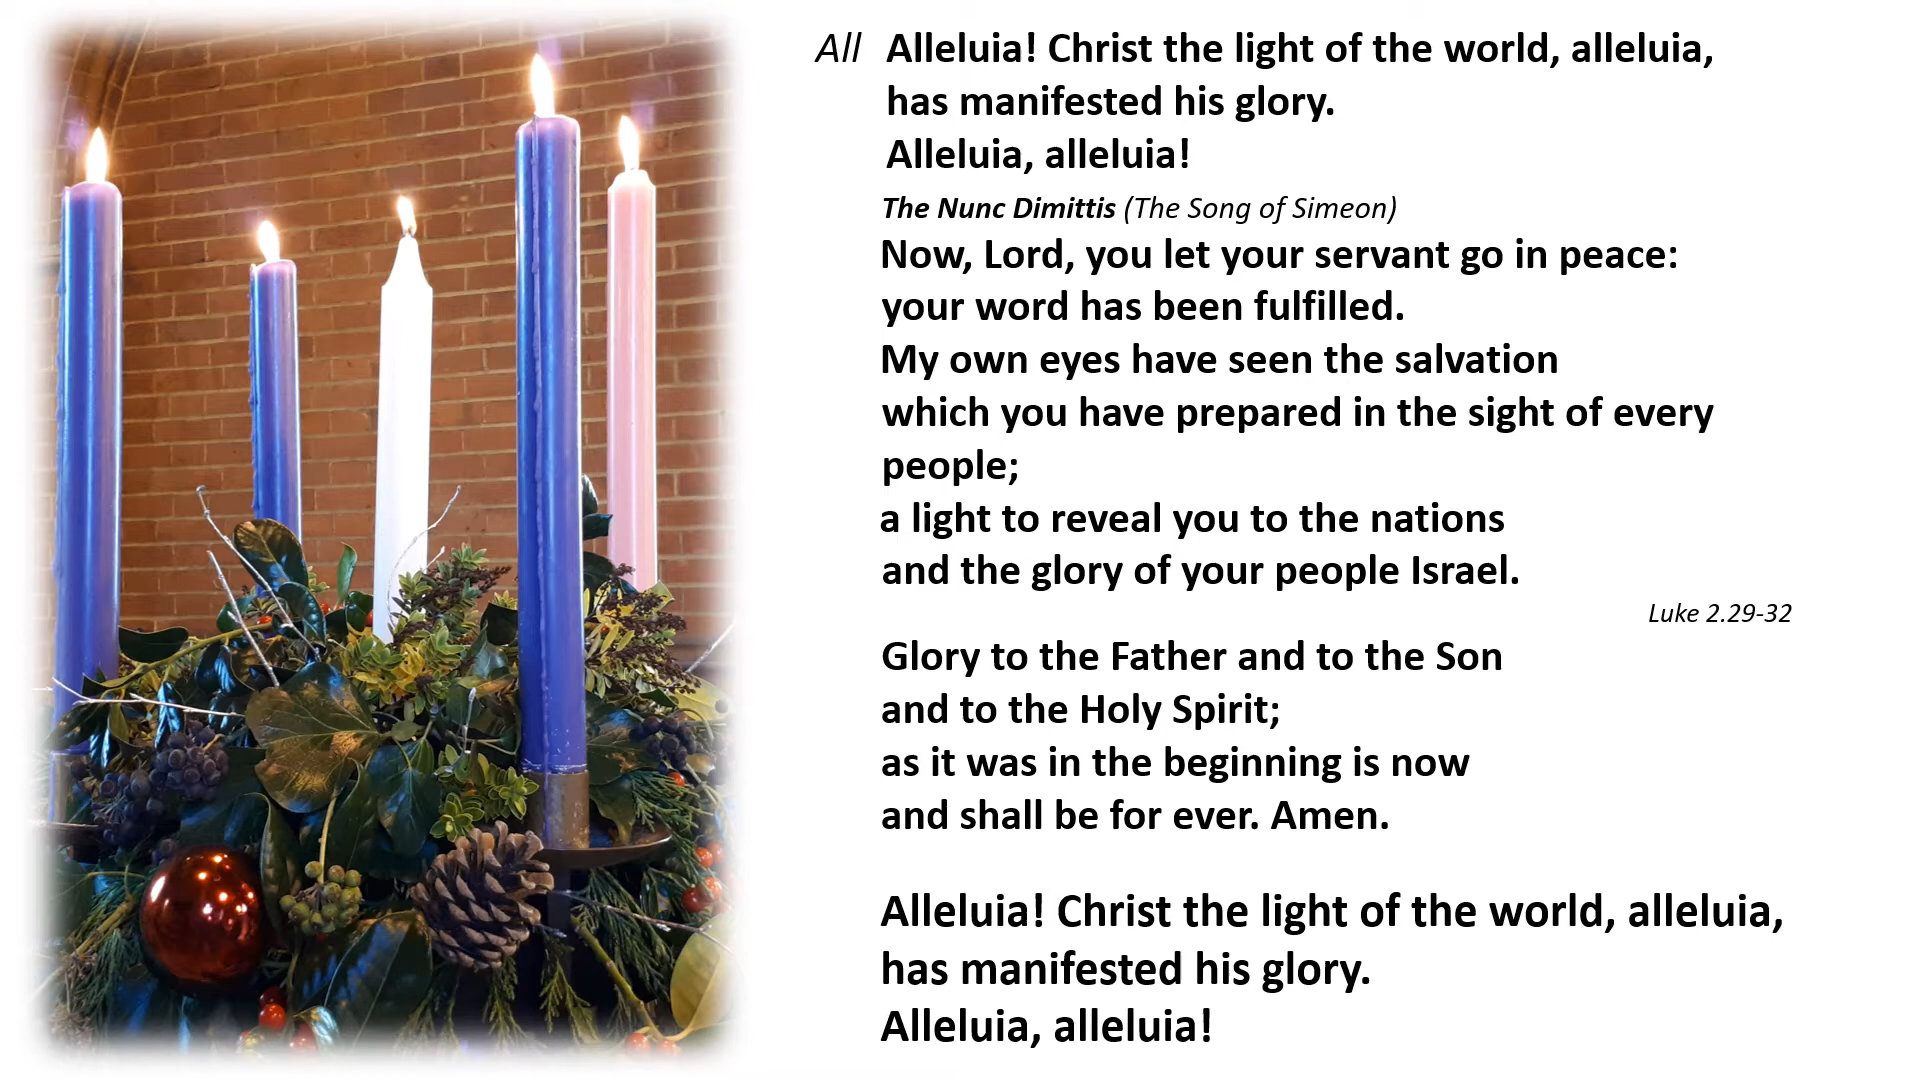 All Alleluia! Christ the light of the world, alleluia,
has manifested his glory.
Alleluia, alleluia!
The Nunc Dimittis (The Song of Simeon)
Now, Lord, you let your servant go in peace:
your word has been fulfilled.
My own eyes have seen the salvation
which you have prepared in the sight of every
people;
a light to reveal you to the nations
and the glory of your people Israel.
Luke 2.29-32
Glory to the Father and to the Son
and to the Holy Spirit;
as it was in the beginning is now
and shall be for ever. Amen.
Alleluia! Christ the light of the world, alleluia,
has manifested his glory.
Alleluia, alleluia!